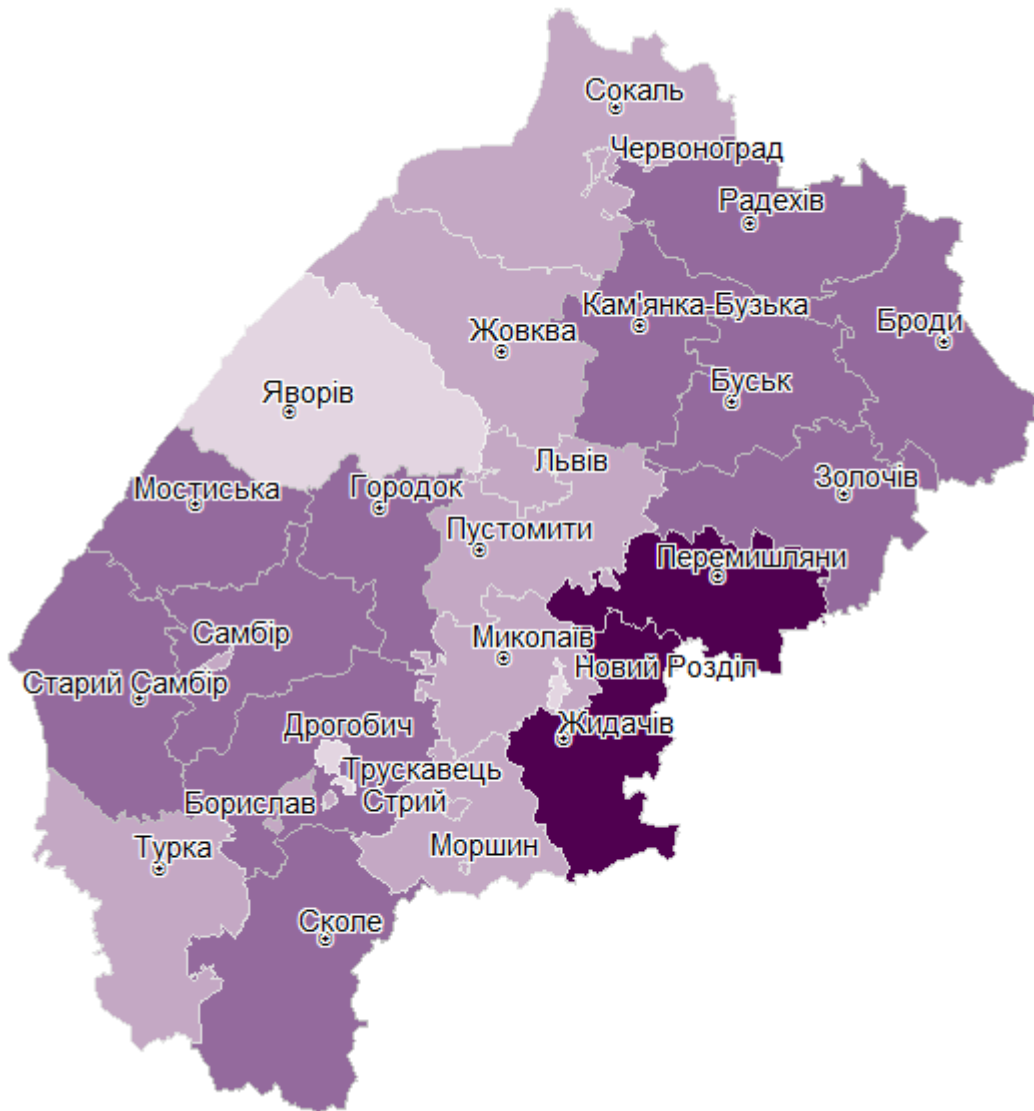 Сокаль
Червоноград
Радехів
Кам'янка-Бузька
Броди
Жовква
Буськ
Яворів
Львів
Золочів
Мостиська
Городок
Пустомити
Перемишляни
Самбір
Миколаїв
Новий Розділ
Старий Самбір
Дрогобич
Жидачів
Трускавець
Борислав
Стрий
Турка
Моршин
Сколе